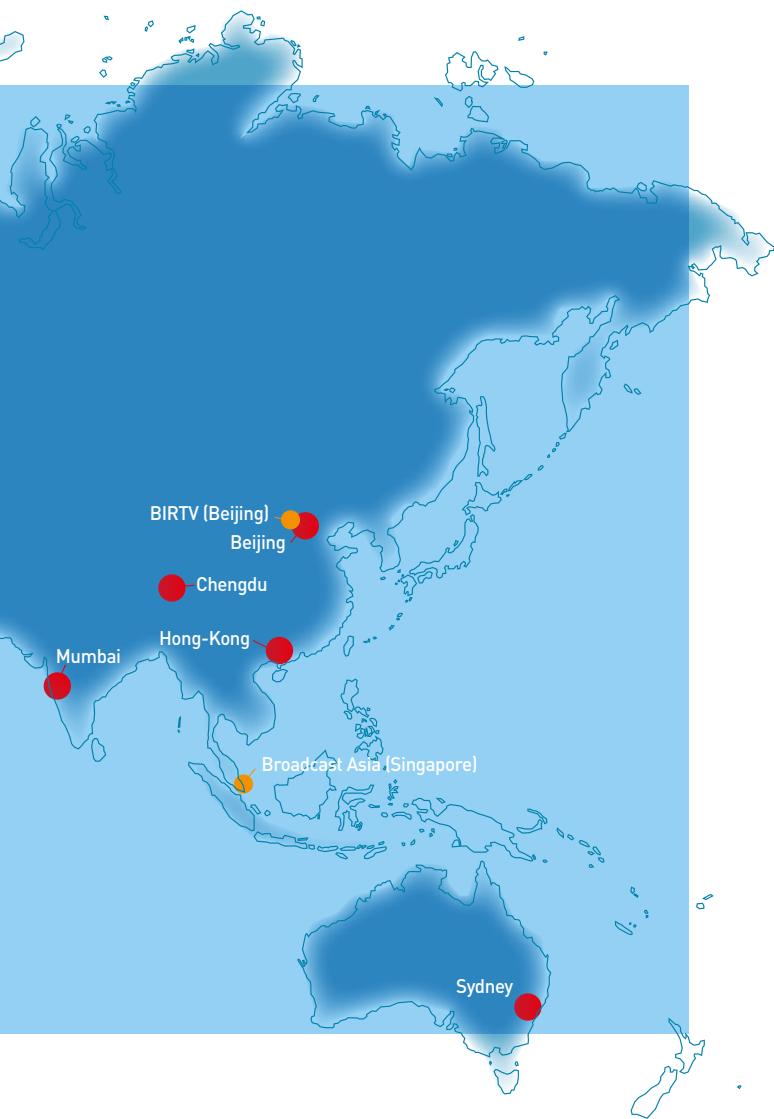 BIRTV (Beijing)
Beijing
Chengdu
Hong-Kong
Mumbai
Broadcast Asia (Singapore)
Sydney